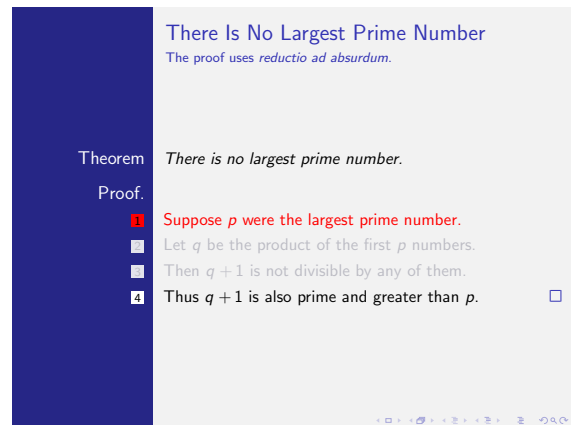 There Is No Largest Prime Number
The proof uses reductio ad absurdum.
Theorem There is no largest prime number.
Proof.
1 Suppose p were the largest prime number.
2 Let q be the product of the first p numbers.
3 Then q + 1 is not divisible by any of them.
4 Thus q + 1 is also prime and greater than p.